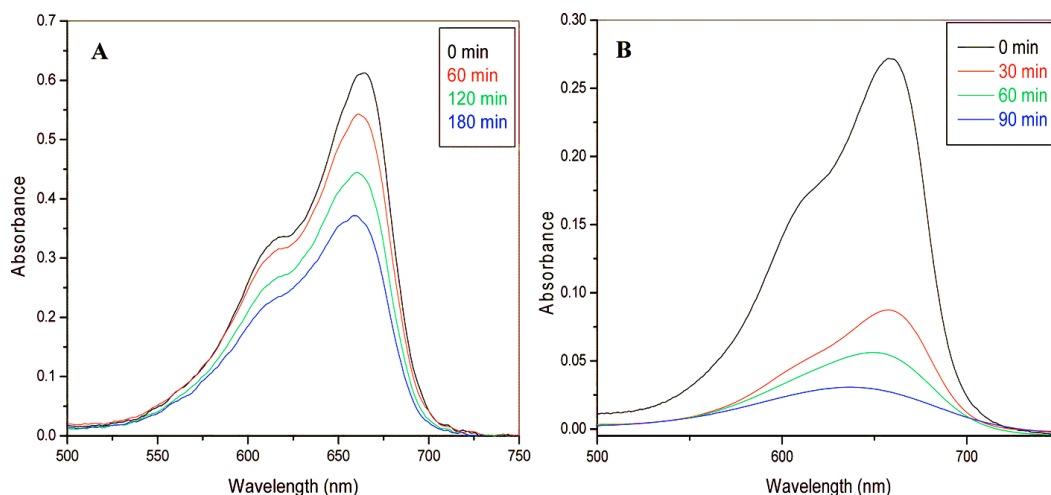 A
0 min
60 min
120 min
180 min
0.7
0.6
0.5
0.4
0.3
0.2
0.1
0.0
Absorbance
500 550 600 650 700 750
Wavelength (nm)
B
0 min
30 min
60 min
90 min
0.30
0.25
0.20
0.15
0.10
0.05
0.00
Absorbance
500 600 700
Wavelength (nm)